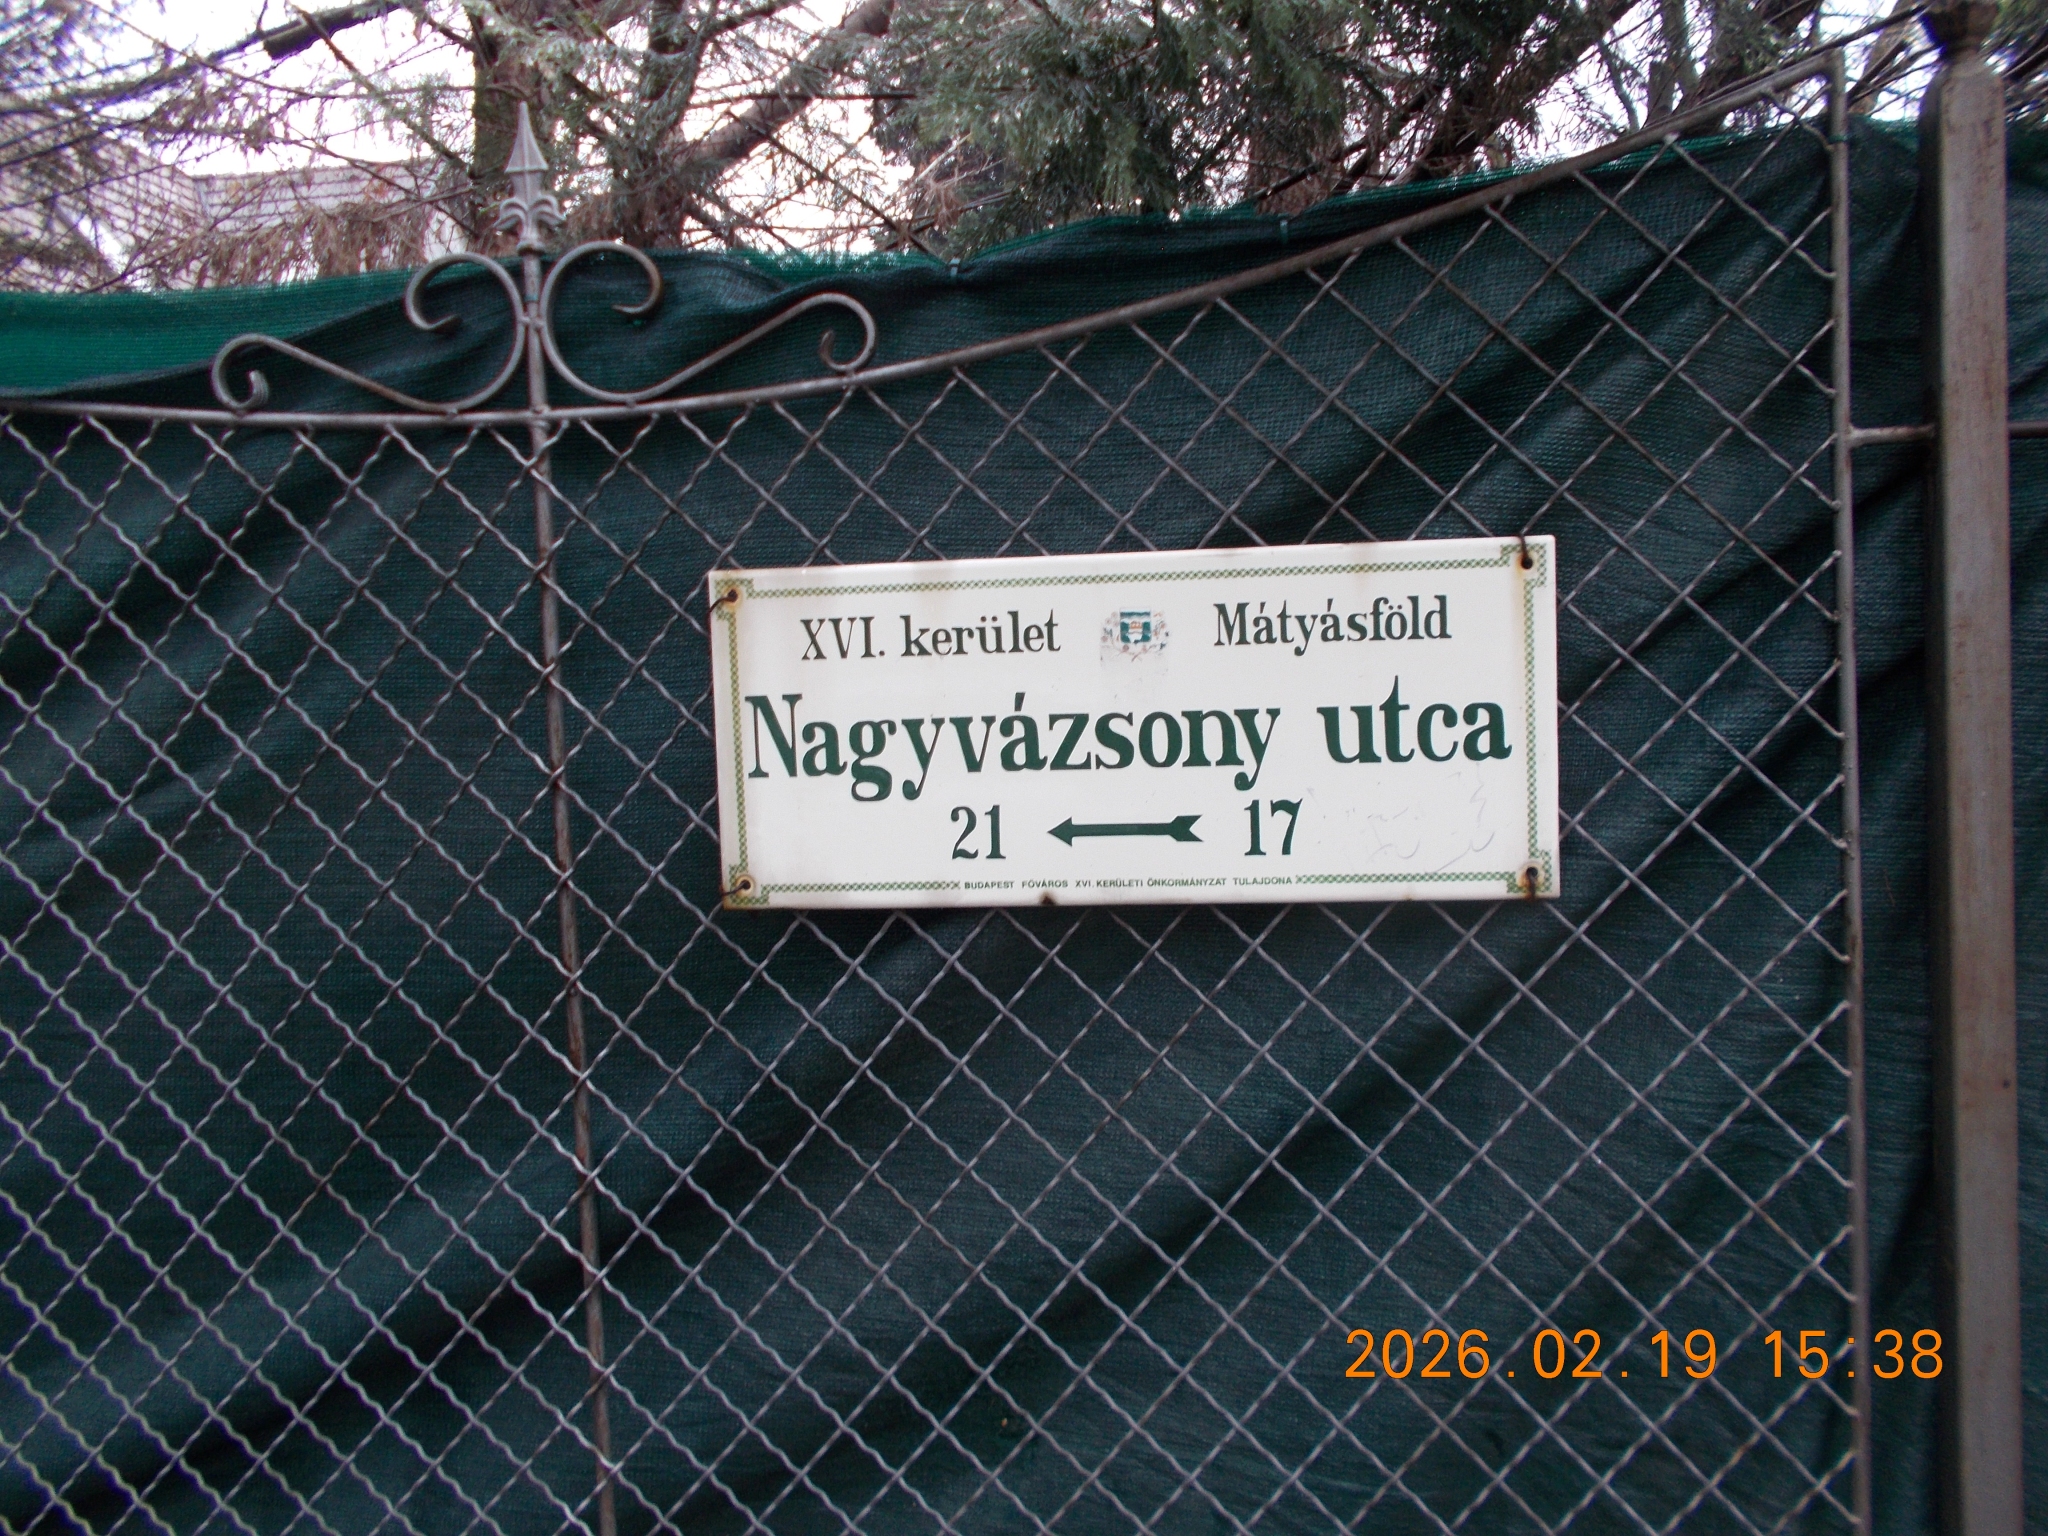 XVI. kerület Mátyásföld
Nagyvázsony utca
21 ← 17
BUDAPEST FŐVÁROS XVI. KERÜLETI ÖNKORMÁNYZAT TULAJDONA
2026.02.19 15:38